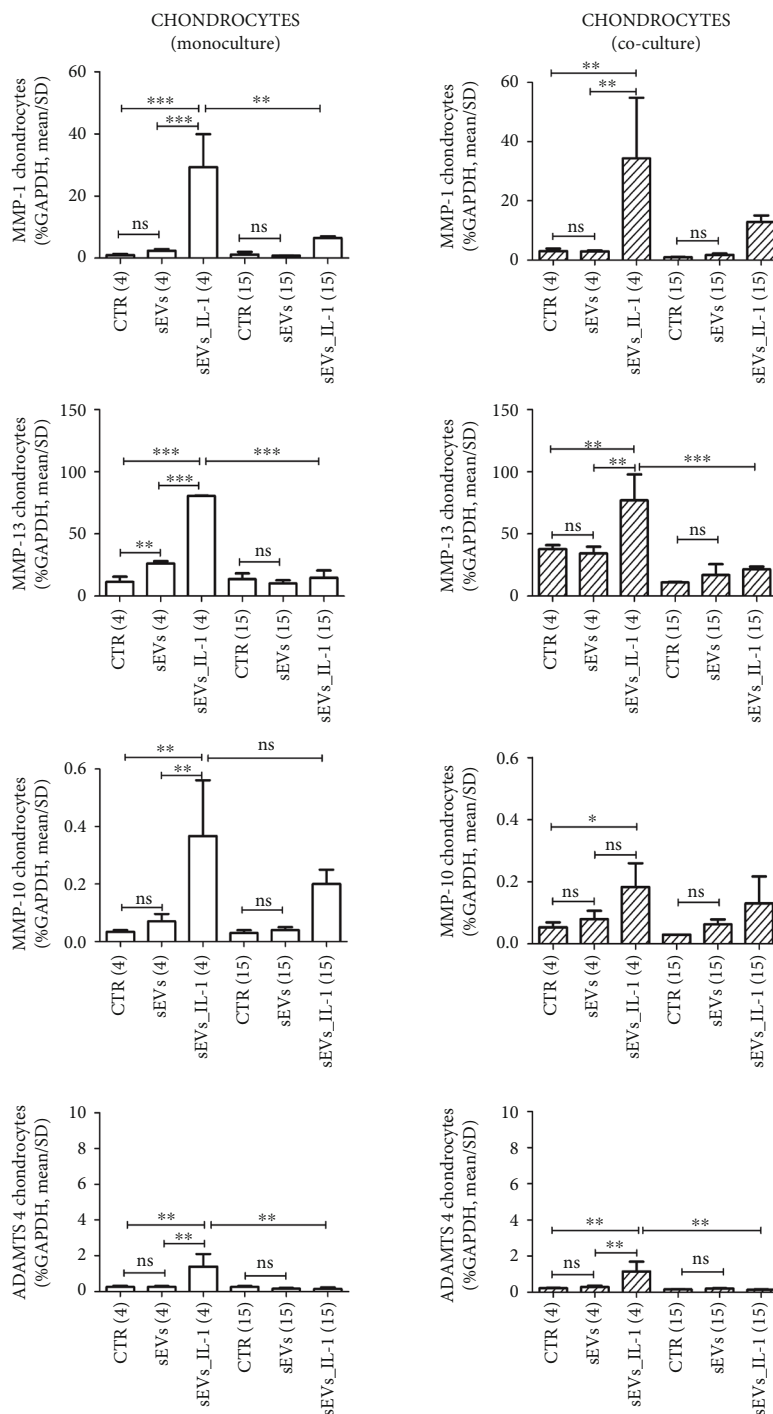 CHONDROCYTES
(monoculture)
MMP-1 chondrocytes
(%GAPDH, mean/SD)
60
40
20
0
***
***
**
ns
ns
CTR (4)
sEVs (4)
sEVs_IL-1 (4)
CTR (15)
sEVs (15)
sEVs_IL-1 (15)
CHONDROCYTES
(co-culture)
MMP-1 chondrocytes
(%GAPDH, mean/SD)
60
40
20
0
**
**
ns
ns
CTR (4)
sEVs (4)
sEVs_IL-1 (4)
CTR (15)
sEVs (15)
sEVs_IL-1 (15)
MMP-13 chondrocytes
(%GAPDH, mean/SD)
150
100
50
0
***
***
***
**
ns
CTR (4)
sEVs (4)
sEVs_IL-1 (4)
CTR (15)
sEVs (15)
sEVs_IL-1 (15)
MMP-13 chondrocytes
(%GAPDH, mean/SD)
150
100
50
0
**
**
***
ns
ns
CTR (4)
sEVs (4)
sEVs_IL-1 (4)
CTR (15)
sEVs (15)
sEVs_IL-1 (15)
MMP-10 chondrocytes
(%GAPDH, mean/SD)
0.6
0.4
0.2
0.0
**
ns
**
ns
ns
CTR (4)
sEVs (4)
sEVs_IL-1 (4)
CTR (15)
sEVs (15)
sEVs_IL-1 (15)
MMP-10 chondrocytes
(%GAPDH, mean/SD)
0.6
0.4
0.2
0.0
*
ns
ns
ns
CTR (4)
sEVs (4)
sEVs_IL-1 (4)
CTR (15)
sEVs (15)
sEVs_IL-1 (15)
ADAMTS 4 chondrocytes
(%GAPDH, mean/SD)
10
8
6
4
2
0
**
**
**
ns
ns
CTR (4)
sEVs (4)
sEVs_IL-1 (4)
CTR (15)
sEVs (15)
sEVs_IL-1 (15)
ADAMTS 4 chondrocytes
(%GAPDH, mean/SD)
10
8
6
4
2
0
**
**
**
ns
ns
CTR (4)
sEVs (4)
sEVs_IL-1 (4)
CTR (15)
sEVs (15)
sEVs_IL-1 (15)